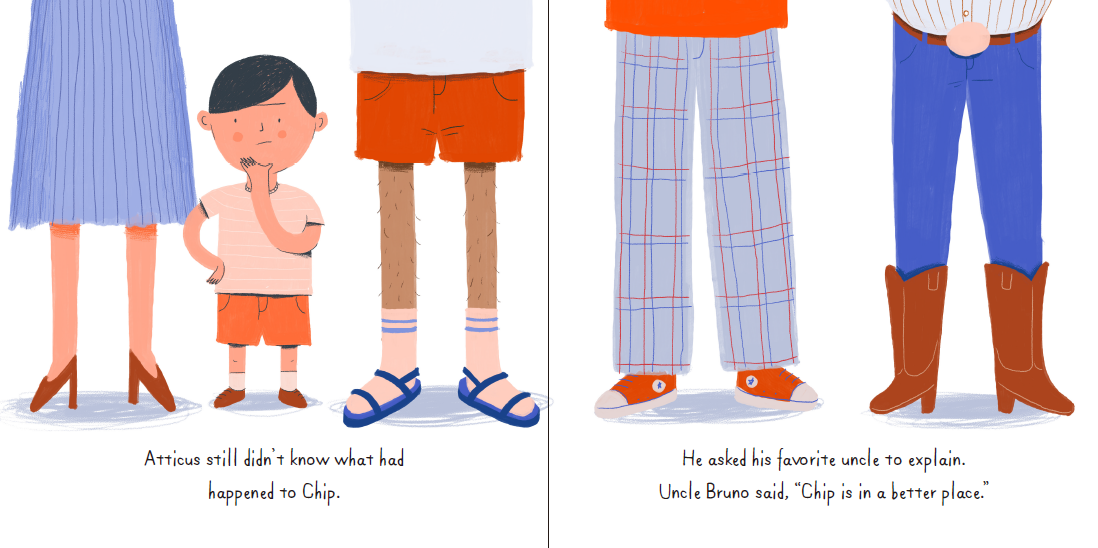 Atticus still didn't know what had
happened to Chip.
He asked his favorite uncle to explain.
Uncle Bruno said, “Chip is in a better place.”